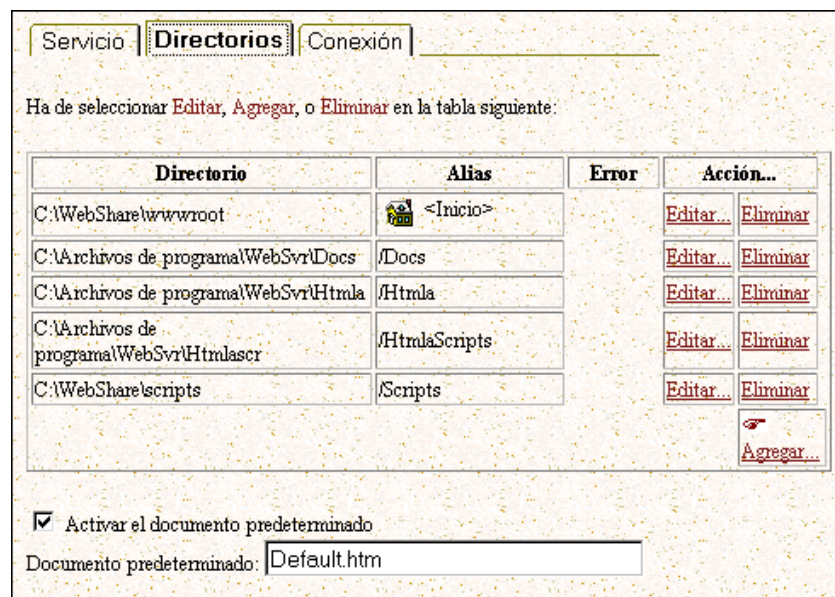 Servicio Directorios Conexión
Ha de seleccionar Editar, Agregar, o Eliminar en la tabla siguiente:
Directorio Alias Error Acción...
C:\WebShare\wwwroot <Inicio> Editar... Eliminar
C:\Archivos de programa\WebSvr\Docs /Docs Editar... Eliminar
C:\Archivos de programa\WebSvr\Htmla /Htmla Editar... Eliminar
C:\Archivos de
programa\WebSvr\Htmlascr /HtmlaScripts Editar... Eliminar
C:\WebShare\scripts /Scripts Editar... Eliminar
Agregar...
Activar el documento predeterminado
Documento predeterminado: Default.htm